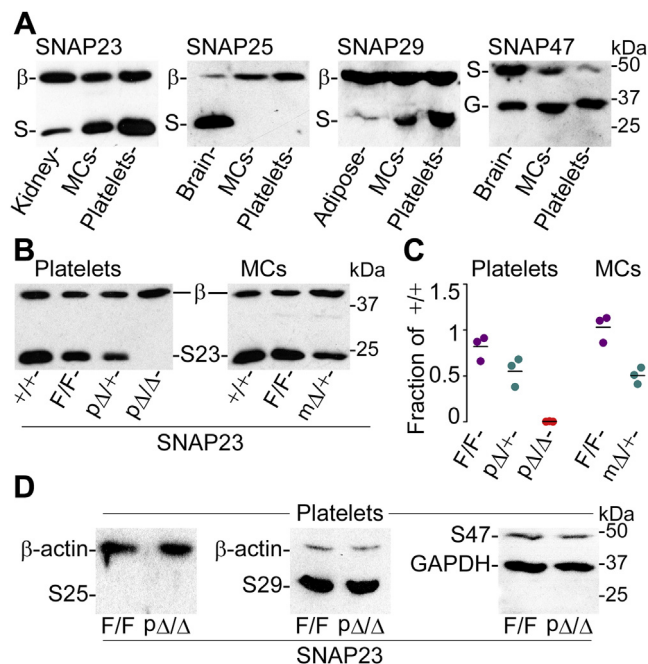 A
SNAP23 SNAP25 SNAP29 SNAP47 kDa
β- β- β- S- -50
G- -37
S- S- S- -25
Kidney- MCs- Platelets- Brain- MCs- Platelets- Adipose- MCs- Platelets- Brain- MCs- Platelets-
B
Platelets MCs kDa
β -37
S23 -25
+/+- F/F- pΔ/+- pΔ/Δ- +/+- F/F- mΔ/+-
SNAP23
C
Platelets MCs
Fraction of +/+
1.5
1
0.5
0
F/F- pΔ/+- pΔ/Δ- F/F- mΔ/+-
D
Platelets kDa
β-actin- β-actin- S47- -50
GAPDH- -37
S25- S29- -25
F/F pΔ/Δ F/F pΔ/Δ F/F pΔ/Δ
SNAP23